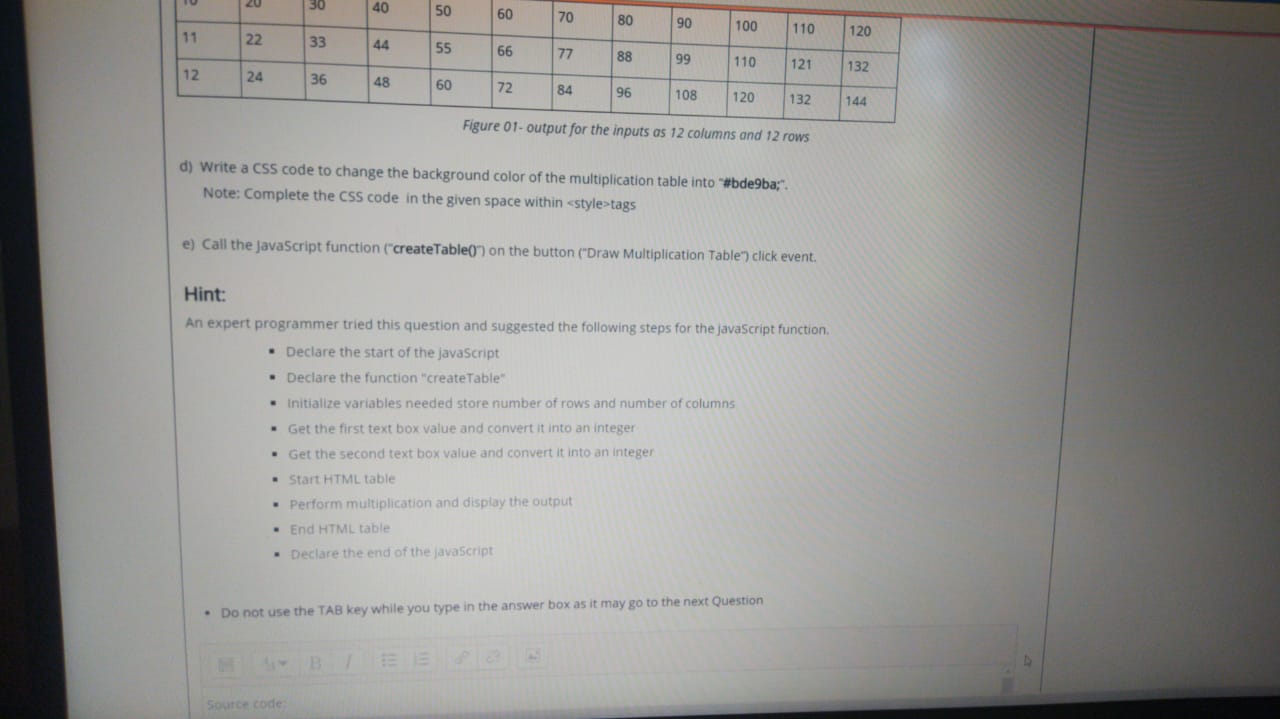 10 20 30 40 50 60 70 80 90 100 110 120
11 22 33 44 55 66 77 88 99 110 121 132
12 24 36 48 60 72 84 96 108 120 132 144
Figure 01- output for the inputs as 12 columns and 12 rows
d) Write a CSS code to change the background color of the multiplication table into "#bde9ba;".
Note: Complete the CSS code in the given space within <style>tags
e) Call the JavaScript function ("createTable()") on the button ("Draw Multiplication Table") click event.
Hint:
An expert programmer tried this question and suggested the following steps for the JavaScript function.
▪ Declare the start of the JavaScript
▪ Declare the function "createTable"
▪ Initialize variables needed store number of rows and number of columns
▪ Get the first text box value and convert it into an integer
▪ Get the second text box value and convert it into an integer
▪ Start HTML table
▪ Perform multiplication and display the output
▪ End HTML table
▪ Declare the end of the JavaScript
• Do not use the TAB key while you type in the answer box as it may go to the next Question
B I
Source code: